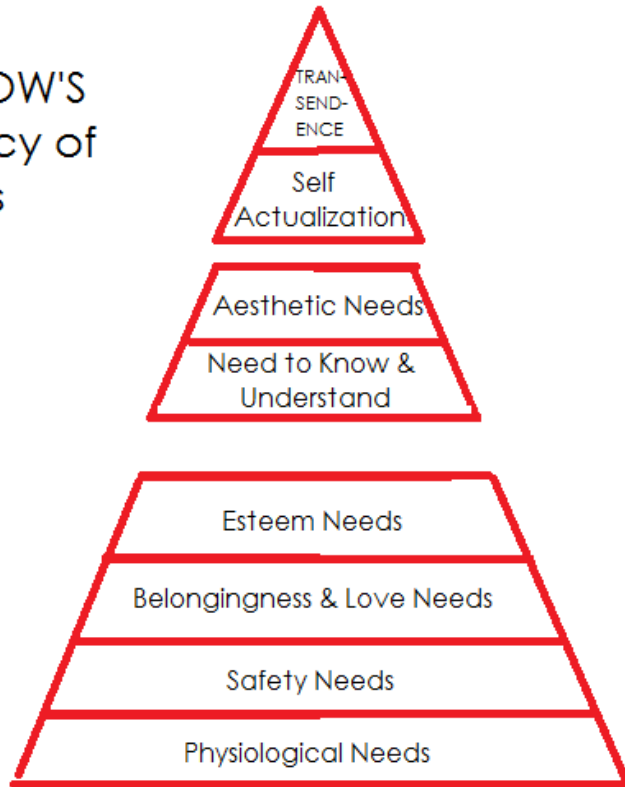 OW'S
cy of
s
TRAN-
SEND-
ENCE
Self
Actualization
Aesthetic Needs
Need to Know &
Understand
Esteem Needs
Belongingness & Love Needs
Safety Needs
Physiological Needs